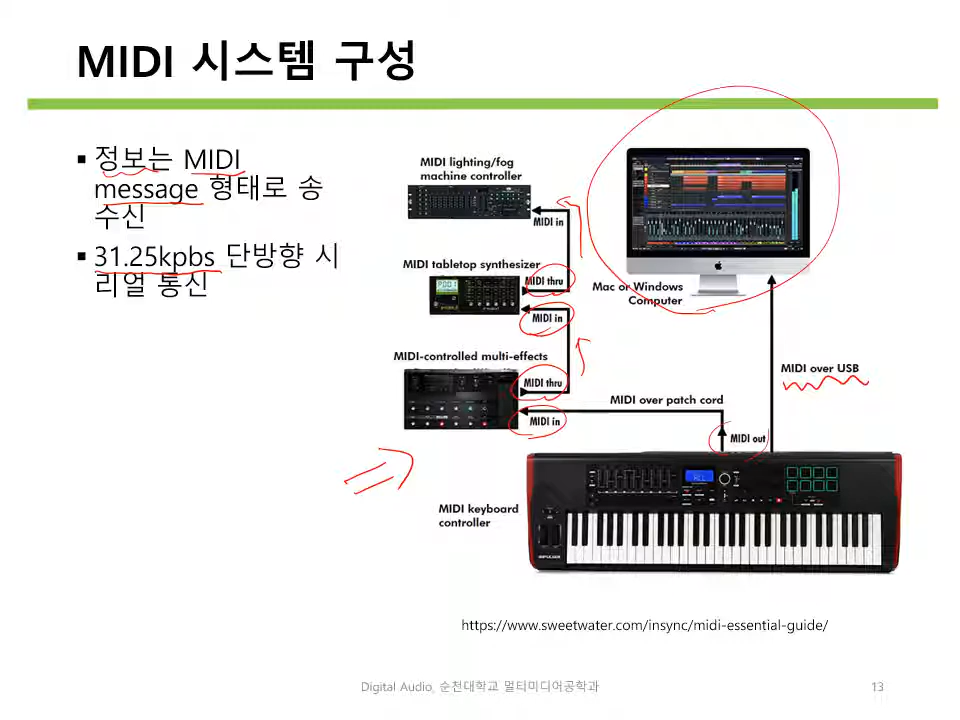 MIDI 시스템 구성
▪ 정보는 MIDI
message 형태로 송
수신
▪ 31.25kpbs 단방향 시
리얼 통신
MIDI lighting/fog
machine controller
MIDI in
MIDI tabletop synthesizer
MIDI thru
MIDI in
Mac or Windows
Computer
MIDI-controlled multi-effects
MIDI thru
MIDI in
MIDI over USB
MIDI over patch cord
MIDI out
MIDI keyboard
controller
IMPULSE
https://www.sweetwater.com/insync/midi-essential-guide/
Digital Audio, 순천대학교 멀티미디어공학과
13